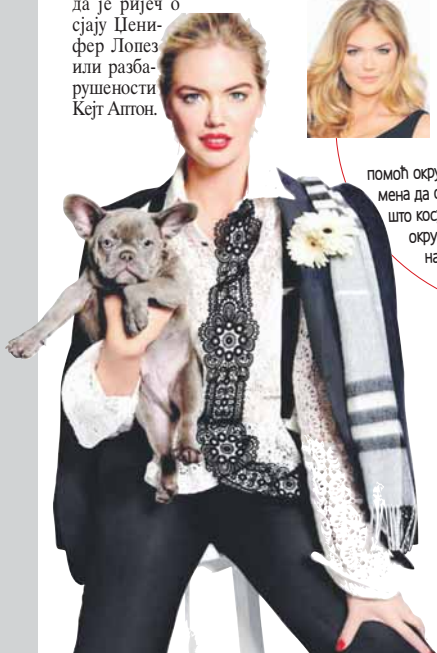 да је ријеч о
сјају Џени-
фер Лопез
или разба-
рушености
Кејт Аптон.
помоћ окру
мена да с
што кос
окру
на